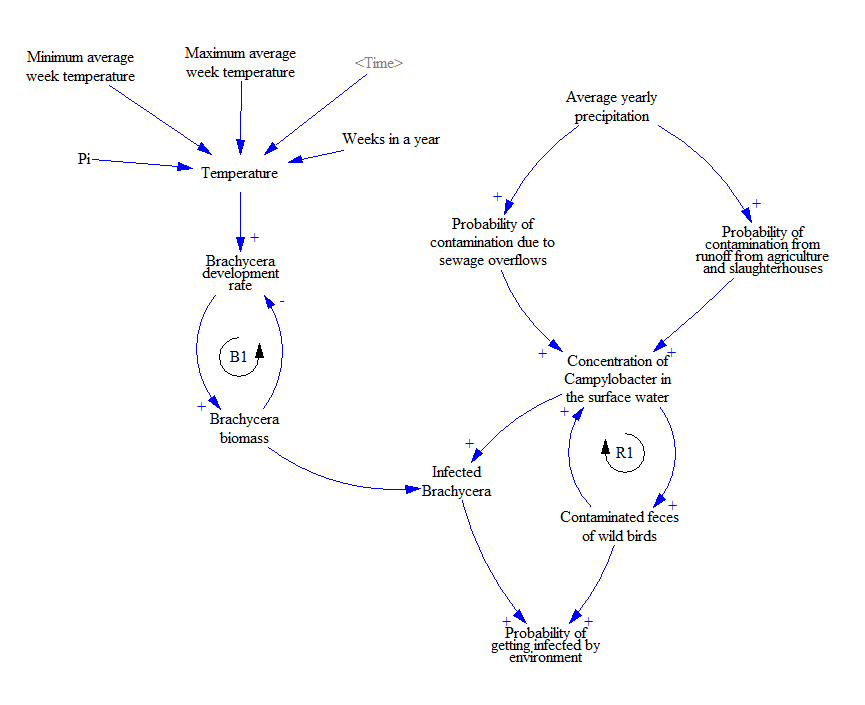 Minimum average
week temperature
Maximum average
week temperature
<Time>
Weeks in a year
Pi
Temperature
+
Brachycera
development
rate
-
B1
+
Brachycera
biomass
Average yearly
precipitation
+
Probability of
contamination due to
sewage overflows
+
Probability of
contamination from
runoff from agriculture
and slaughterhouses
+
+
Concentration of
Campylobacter in
the surface water
+
R1
+
Infected
Brachycera
+
Contaminated feces
of wild birds
+
+
Probability of
getting infected by
environment